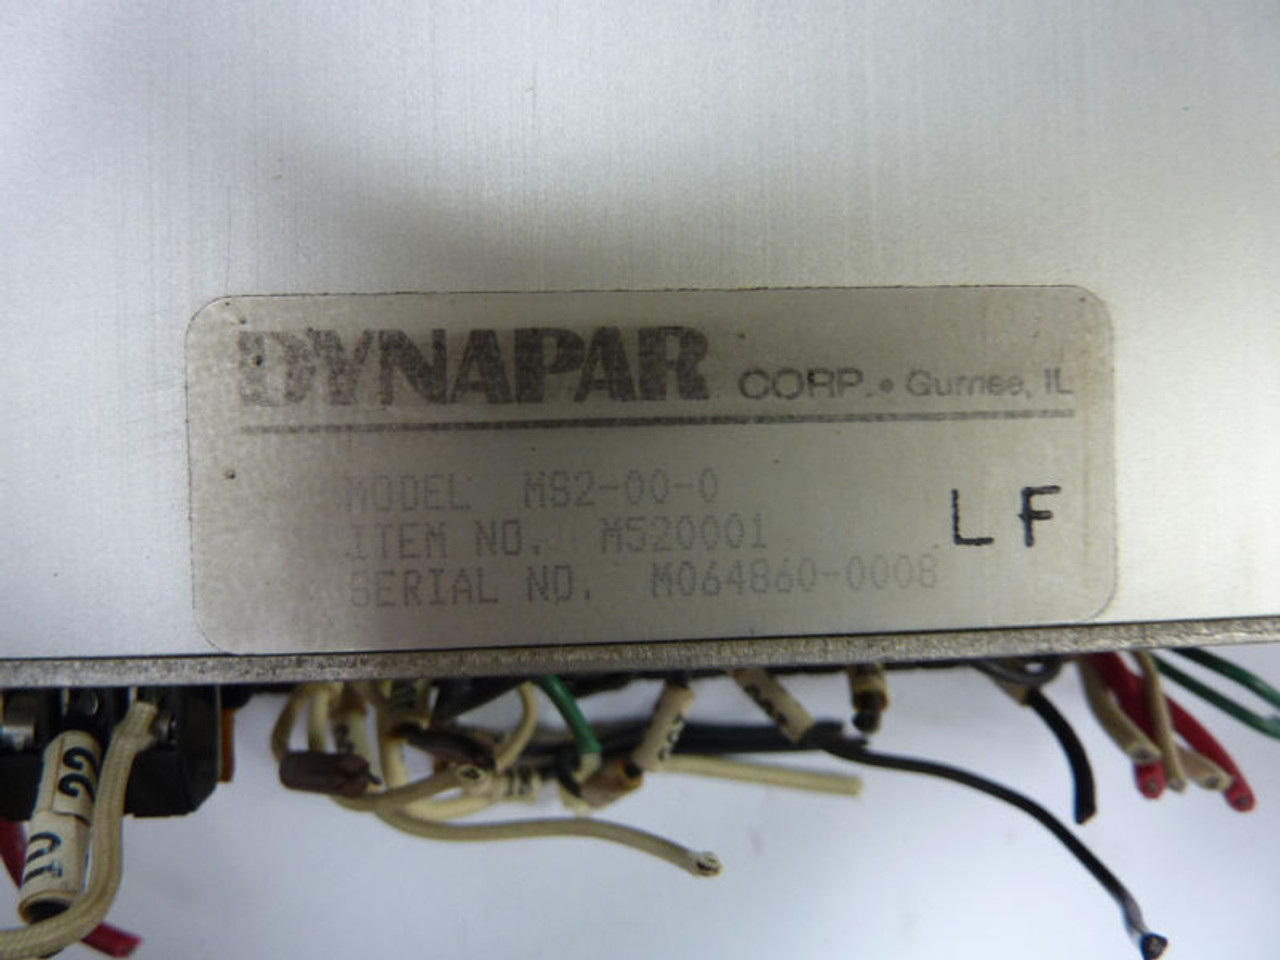 DYNAPAR CORP. • Gurnee, IL
MODEL MS2-00-0
ITEM NO. M520001
SERIAL NO. M064860-0008
LF